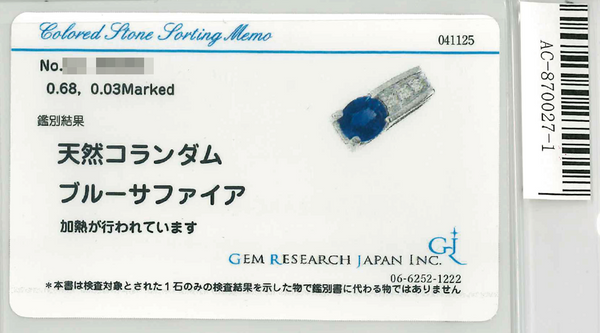 Colored Stone Sorting Memo
041125
No.
0.68, 0.03Marked
鑑別結果
天然コランダム
ブルーサファイア
加熱が行われています
GJ
GEM RESEARCH JAPAN INC.
06-6252-1222
*本書は検査対象とされた1石のみの検査結果を示した物で鑑別書に代わる物ではありません
AC-870027-1